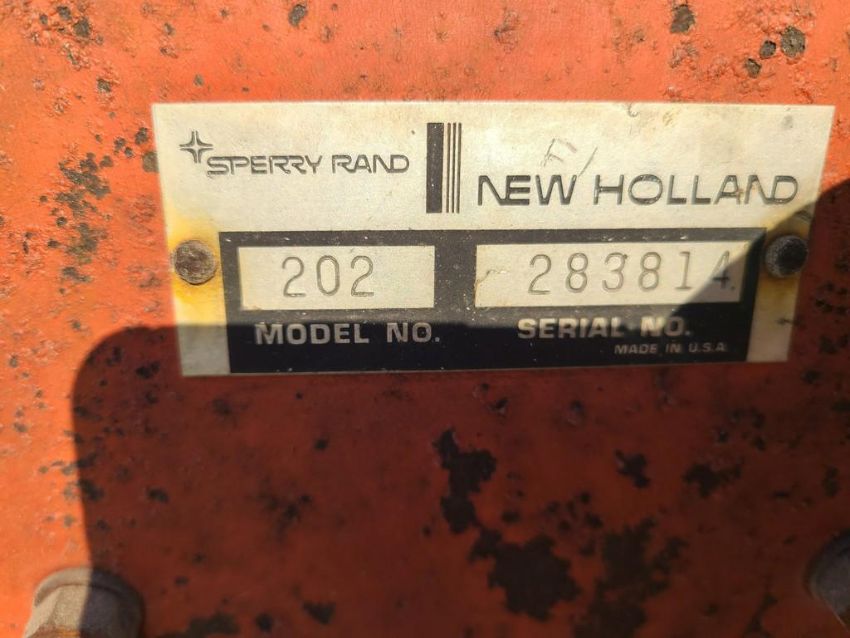 SPERRY RAND
NEW HOLLAND
202 283814
MODEL NO. SERIAL NO.
MADE IN U.S.A.